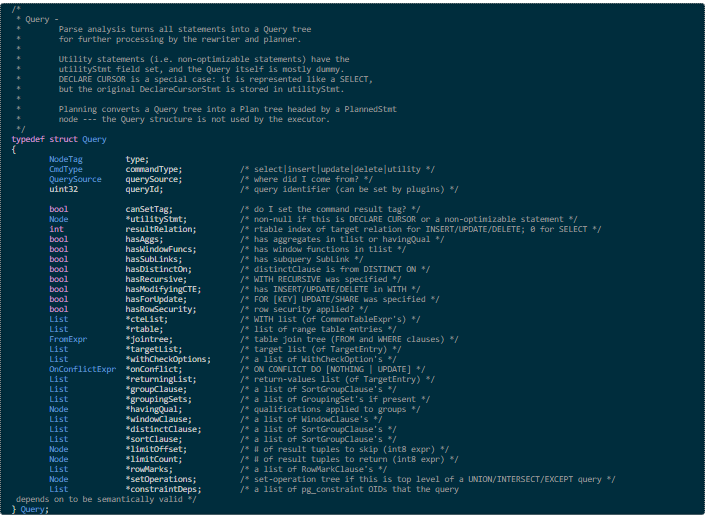 /*
 * Query -
 *        Parse analysis turns all statements into a Query tree
 *        for further processing by the rewriter and planner.
 *
 *        Utility statements (i.e. non-optimizable statements) have the
 *        utilityStmt field set, and the Query itself is mostly dummy.
 *        DECLARE CURSOR is a special case: it is represented like a SELECT,
 *        but the original DeclareCursorStmt is stored in utilityStmt.
 *
 *        Planning converts a Query tree into a Plan tree headed by a PlannedStmt
 *        node --- the Query structure is not used by the executor.
 */
typedef struct Query
{
        NodeTag         type;
        CmdType         commandType;            /* select|insert|update|delete|utility */
        QuerySource     querySource;            /* where did I come from? */
        uint32          queryId;                /* query identifier (can be set by plugins) */

        bool            canSetTag;              /* do I set the command result tag? */
        Node            *utilityStmt;           /* non-null if this is DECLARE CURSOR or a non-optimizable statement */
        int             resultRelation;         /* rtable index of target relation for INSERT/UPDATE/DELETE; 0 for SELECT */
        bool            hasAggs;                /* has aggregates in tlist or havingQual */
        bool            hasWindowFuncs;         /* has window functions in tlist */
        bool            hasSubLinks;            /* has subquery SubLink */
        bool            hasDistinctOn;          /* distinctClause is from DISTINCT ON */
        bool            hasRecursive;           /* WITH RECURSIVE was specified */
        bool            hasModifyingCTE;        /* has INSERT/UPDATE/DELETE in WITH */
        bool            hasForUpdate;           /* FOR [KEY] UPDATE/SHARE was specified */
        bool            hasRowSecurity;         /* row security applied? */
        List            *cteList;               /* WITH list (of CommonTableExpr's) */
        List            *rtable;                /* list of range table entries */
        FromExpr        *jointree;              /* table join tree (FROM and WHERE clauses) */
        List            *targetList;            /* target list (of TargetEntry) */
        List            *withCheckOptions;      /* a list of WithCheckOption's */
        OnConflictExpr  *onConflict;            /* ON CONFLICT DO [NOTHING | UPDATE] */
        List            *returningList;         /* return-values list (of TargetEntry) */
        List            *groupClause;           /* a list of SortGroupClause's */
        List            *groupingSets;          /* a list of GroupingSet's if present */
        Node            *havingQual;            /* qualifications applied to groups */
        List            *windowClause;          /* a list of WindowClause's */
        List            *distinctClause;        /* a list of SortGroupClause's */
        List            *sortClause;            /* a list of SortGroupClause's */
        Node            *limitOffset;           /* # of result tuples to skip (int8 expr) */
        Node            *limitCount;            /* # of result tuples to return (int8 expr) */
        List            *rowMarks;              /* a list of RowMarkClause's */
        Node            *setOperations;         /* set-operation tree if this is top level of a UNION/INTERSECT/EXCEPT query */
        List            *constraintDeps;        /* a list of pg_constraint OIDs that the query
 depends on to be semantically valid */
} Query;